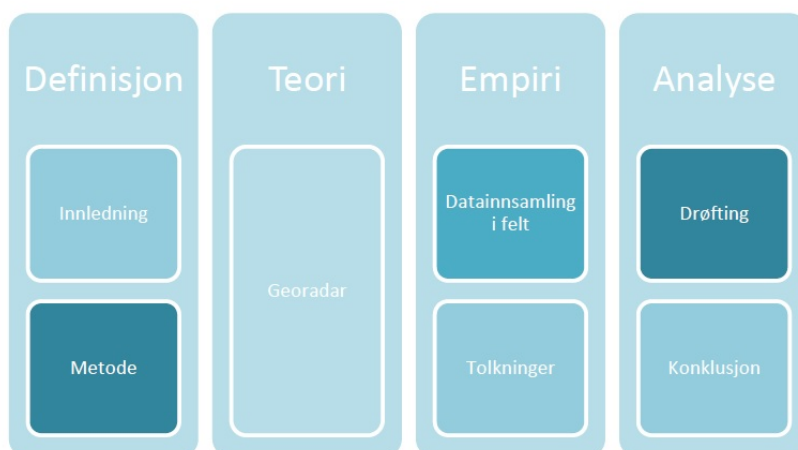 Definisjon
Innledning
Metode
Teori
Georadar
Empiri
Datainnsamling
i felt
Tolkninger
Analyse
Drøfting
Konklusjon